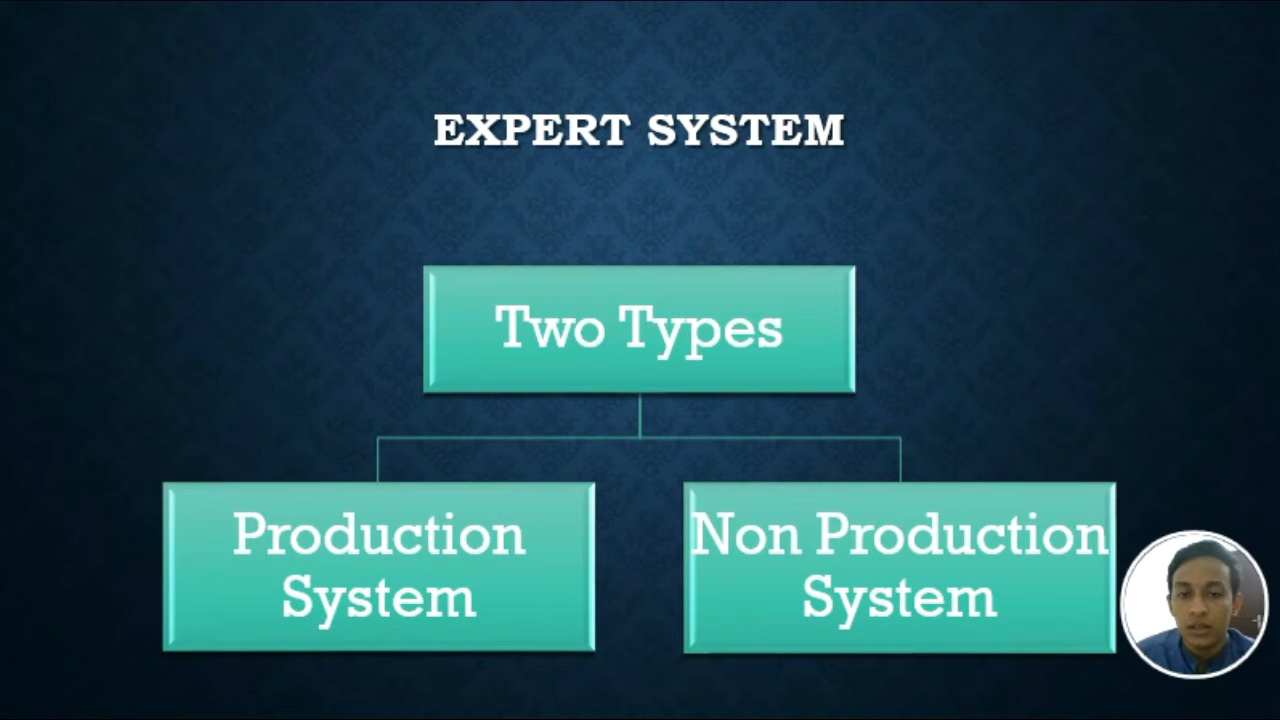 EXPERT SYSTEM
Two Types
Production
System
Non Production
System